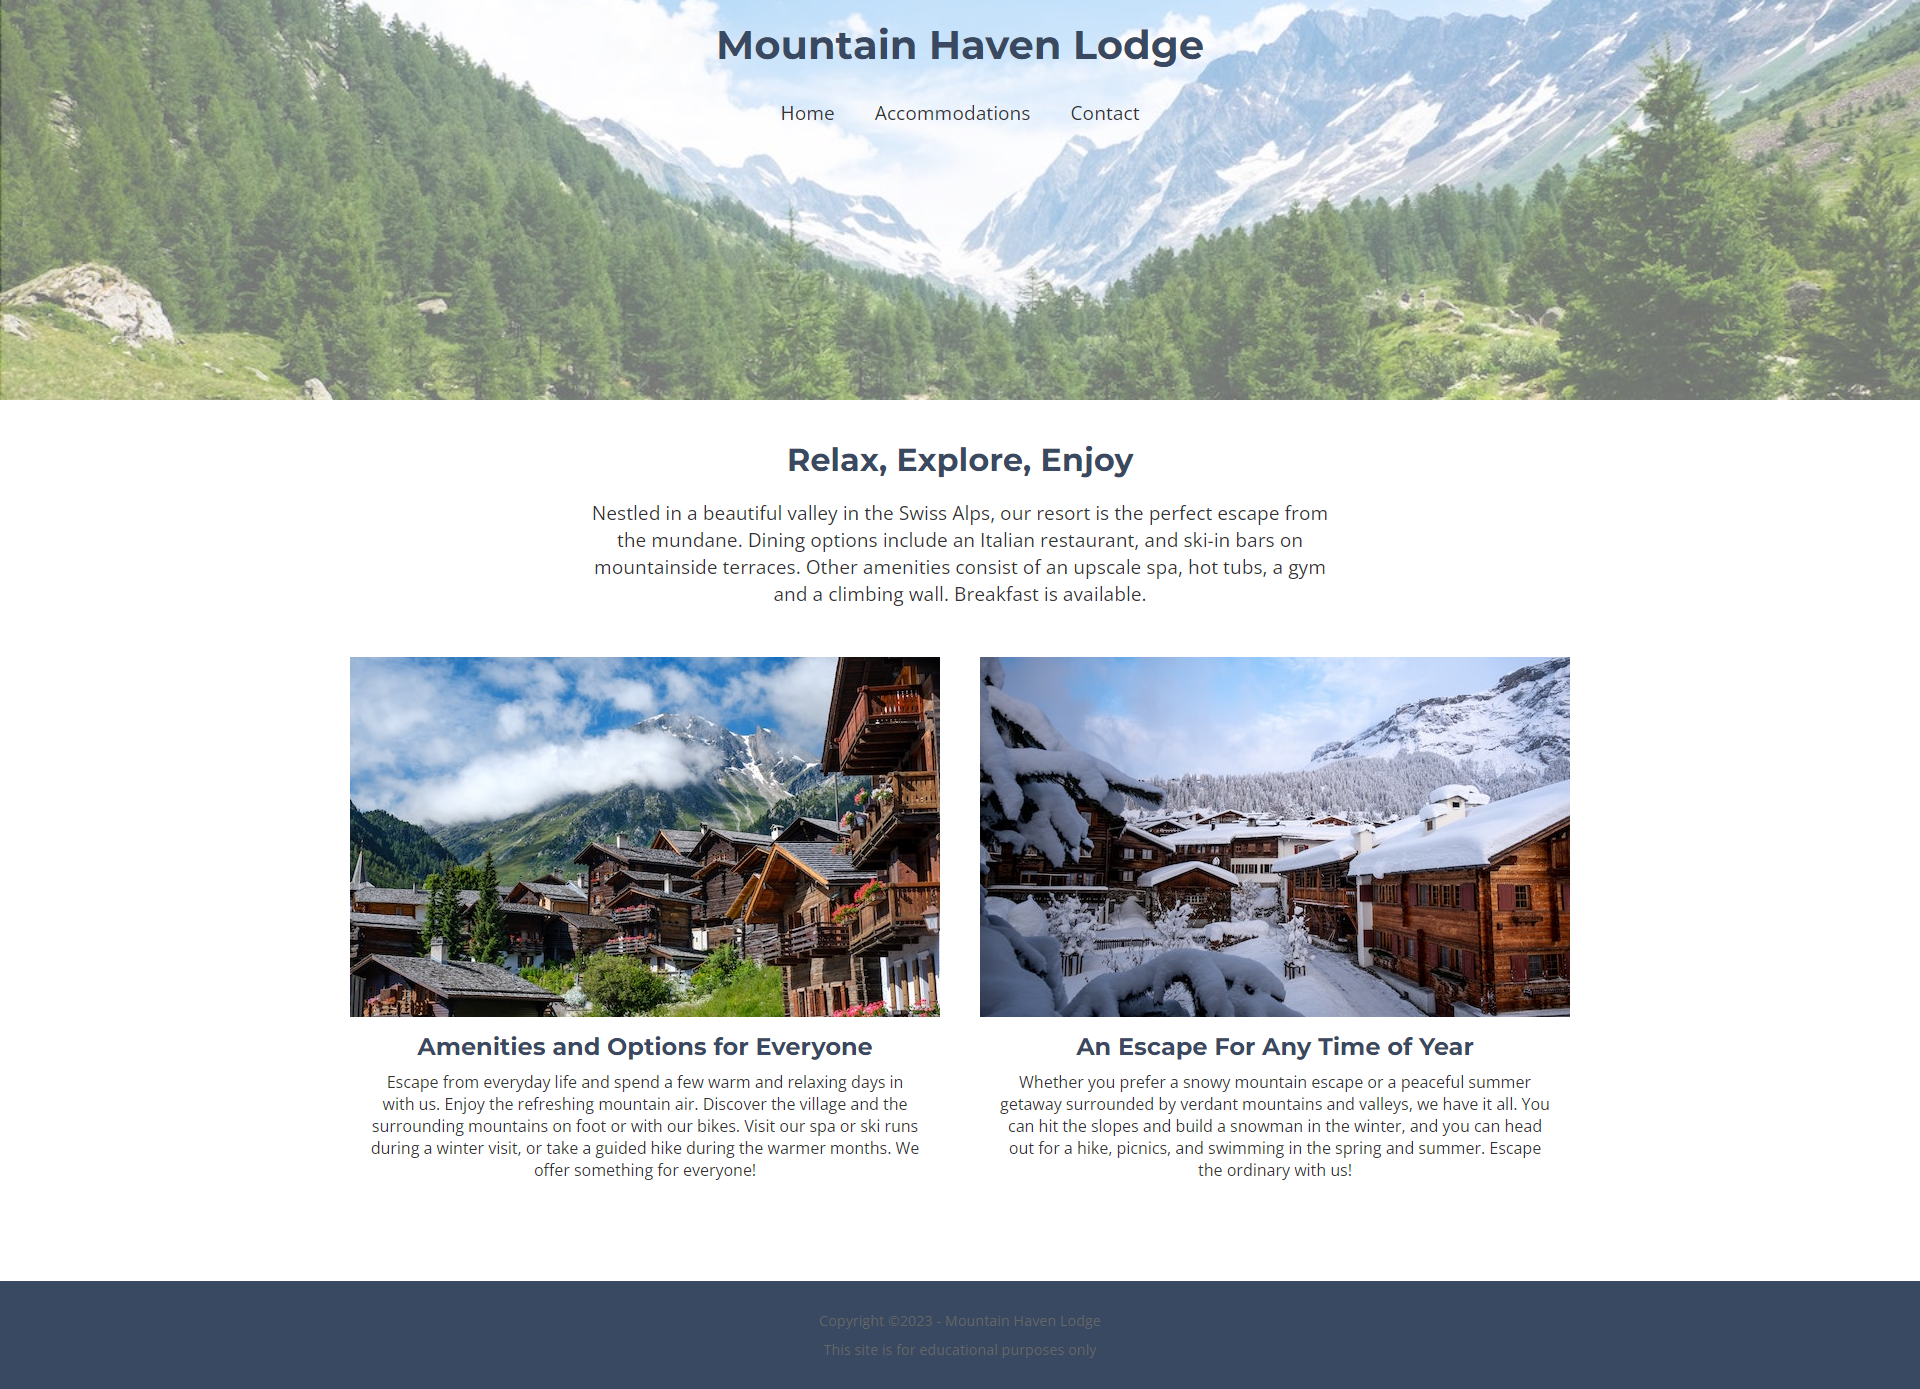 Mountain Haven Lodge
Home Accommodations Contact
Relax, Explore, Enjoy
Nestled in a beautiful valley in the Swiss Alps, our resort is the perfect escape from
the mundane. Dining options include an Italian restaurant, and ski-in bars on
mountainside terraces. Other amenities consist of an upscale spa, hot tubs, a gym
and a climbing wall. Breakfast is available.
Amenities and Options for Everyone
Escape from everyday life and spend a few warm and relaxing days in
with us. Enjoy the refreshing mountain air. Discover the village and the
surrounding mountains on foot or with our bikes. Visit our spa or ski runs
during a winter visit, or take a guided hike during the warmer months. We
offer something for everyone!
An Escape For Any Time of Year
Whether you prefer a snowy mountain escape or a peaceful summer
getaway surrounded by verdant mountains and valleys, we have it all. You
can hit the slopes and build a snowman in the winter, and you can head
out for a hike, picnics, and swimming in the spring and summer. Escape
the ordinary with us!
Copyright ©2023 - Mountain Haven Lodge
This site is for educational purposes only